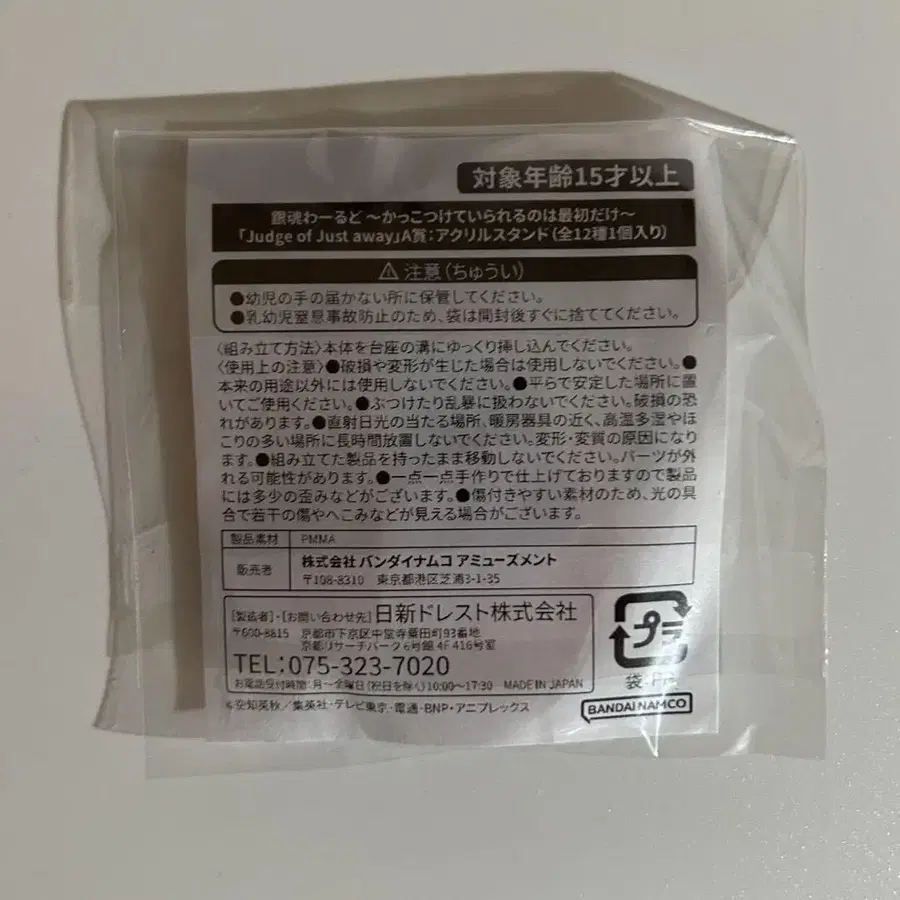 対象年齢15才以上
銀魂わーるど ～かっこつけていられるのは最初だけ～
「Judge of Just away」A賞：アクリルスタンド(全12種1個入り)
⚠ 注意(ちゅうい)
●幼児の手の届かない所に保管してください。
●乳幼児窒息事故防止のため、袋は開封後すぐに捨ててください。
〈組み立て方法〉本体を台座の溝にゆっくり挿し込んでください。
〈使用上の注意〉●破損や変形が生じた場合は使用しないでください。●
本来の用途以外には使用しないでください。●平らで安定した場所に置
いてご使用ください。●ぶつけたり乱暴に扱わないでください。破損の恐
れがあります。●直射日光の当たる場所、暖房器具の近く、高温多湿やほ
こりの多い場所に長時間放置しないでください。変形・変質の原因になり
ます。●組み立てた製品を持ったまま移動しないでください。パーツが外
れる可能性があります。●一点一点手作りで仕上げておりますので製品
には多少の歪みなどがございます。●傷付きやすい素材のため、光の具
合で若干の傷やへこみなどが見える場合がございます。
製品素材 PMMA
販売者 株式会社 バンダイナムコ アミューズメント
〒108-8310 東京都港区芝浦3-1-35
[製造者]・[お問い合わせ先] 日新ドレスト株式会社
〒600-8815 京都市下京区中堂寺粟田町93番地
京都リサーチパーク6号館 4F 416号室
TEL：075-323-7020
お電話受付時間：月～金曜日(祝日を除く)10:00～17:30 MADE IN JAPAN
©空知英秋／集英社・テレビ東京・電通・BNP・アニプレックス
プラ
袋：PP
BANDAI NAMCO